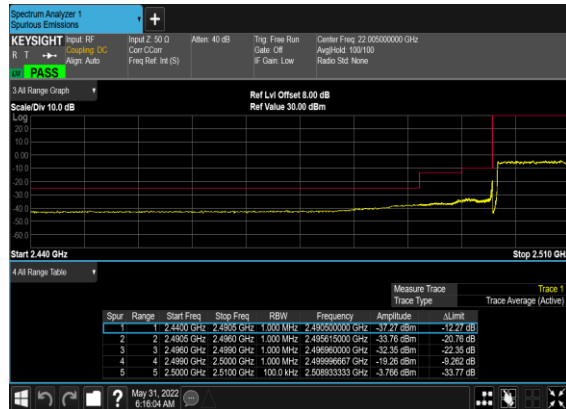 Spectrum Analyzer 1
Spurious Emissions
KEYSIGHT Input: RF
R T Coupling: DC
Align: Auto
PASS
Input Z: 50 Ω
Corr CCorr
Freq Ref: Int (S)
Atten: 40 dB
Trig: Free Run
Gate: Off
IF Gain: Low
Center Freq: 22.005000000 GHz
Avg|Hold: 100/100
Radio Std: None
3 All Range Graph
Scale/Div 10.0 dB
Ref Lvl Offset 8.00 dB
Ref Value 30.00 dBm
Log
20.0
10.0
0.00
-10.0
-20.0
-30.0
-40.0
-50.0
-60.0
Start 2.440 GHz
Stop 2.510 GH
4 All Range Table
Measure Trace Trace 1
Trace Type Trace Average (Active)
Spur Range Start Freq Stop Freq RBW Frequency Amplitude ΔLimit
1 1 2.4400 GHz 2.4905 GHz 1.000 MHz 2.490500000 GHz -37.27 dBm -12.27 dB
2 2 2.4905 GHz 2.4960 GHz 1.000 MHz 2.495615000 GHz -33.76 dBm -20.76 dB
3 3 2.4960 GHz 2.4990 GHz 1.000 MHz 2.496960000 GHz -32.35 dBm -22.35 dB
4 4 2.4990 GHz 2.5000 GHz 1.000 MHz 2.499996667 GHz -19.26 dBm -9.262 dB
5 5 2.5000 GHz 2.5100 GHz 100.0 kHz 2.508933333 GHz -3.766 dBm -33.77 dB
?
May 31, 2022
6:16:04 AM